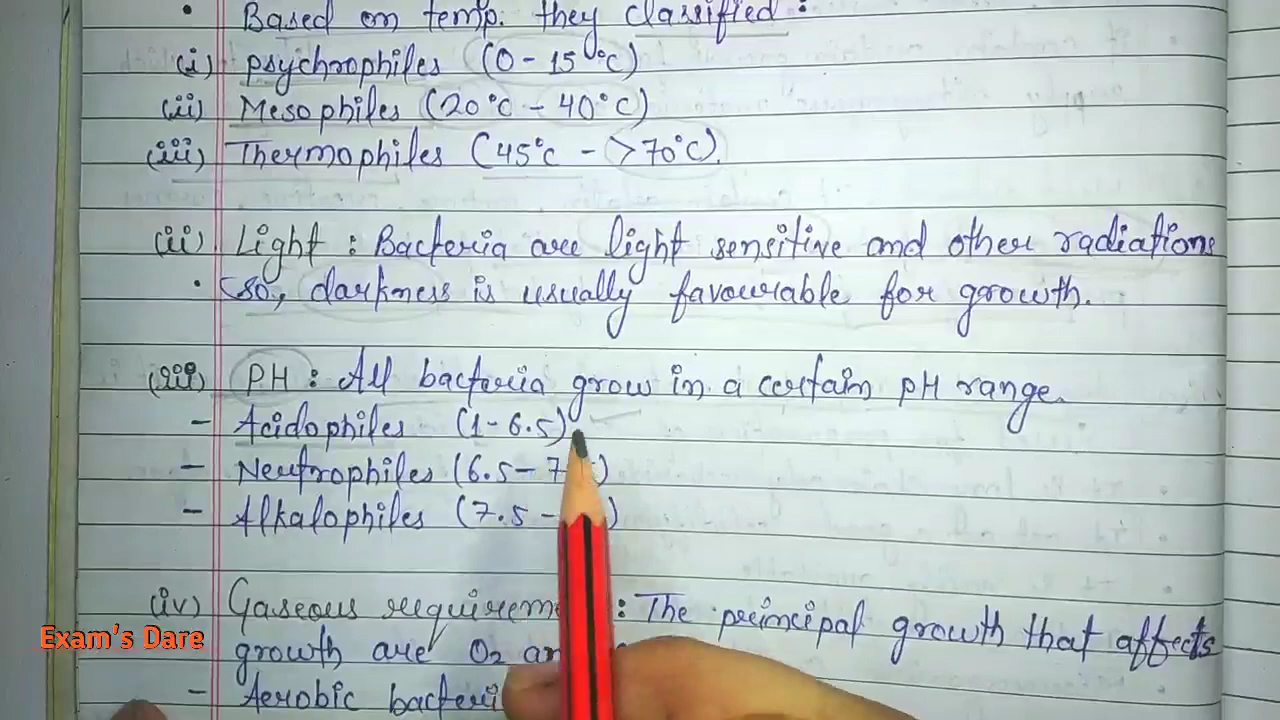 • Based on temp. they classified :
(i) psychrophiles (0 - 15°C)
(ii) Mesophiles (20°C - 40°C)
(iii) Thermophiles (45°C - >70°C).
(ii) Light : Bacteria are light sensitive and other radiations
• so, darkness is usually favourable for growth.
(iii) PH : All bacteria grow in a certain pH range.
- Acidophiles (1-6.5)
- Neutrophiles (6.5-7
- Alkalophiles (7.5-
(iv) Gaseous : The principal growth that affects
growth are O2
- Aerobic
Exam's Dare